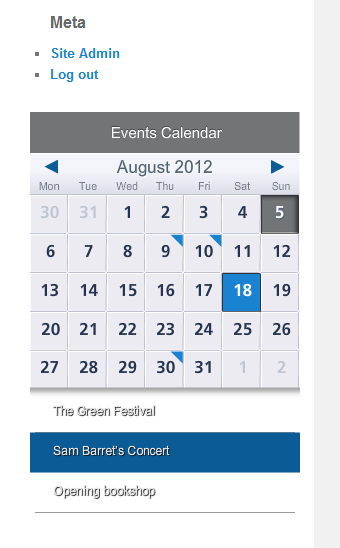 Meta
Site Admin
Log out
Events Calendar
August 2012
Mon Tue Wed Thu Fri Sat Sun
30 31 1 2 3 4 5
6 7 8 9 10 11 12
13 14 15 16 17 18 19
20 21 22 23 24 25 26
27 28 29 30 31 1 2
The Green Festival
Sam Barret's Concert
Opening bookshop